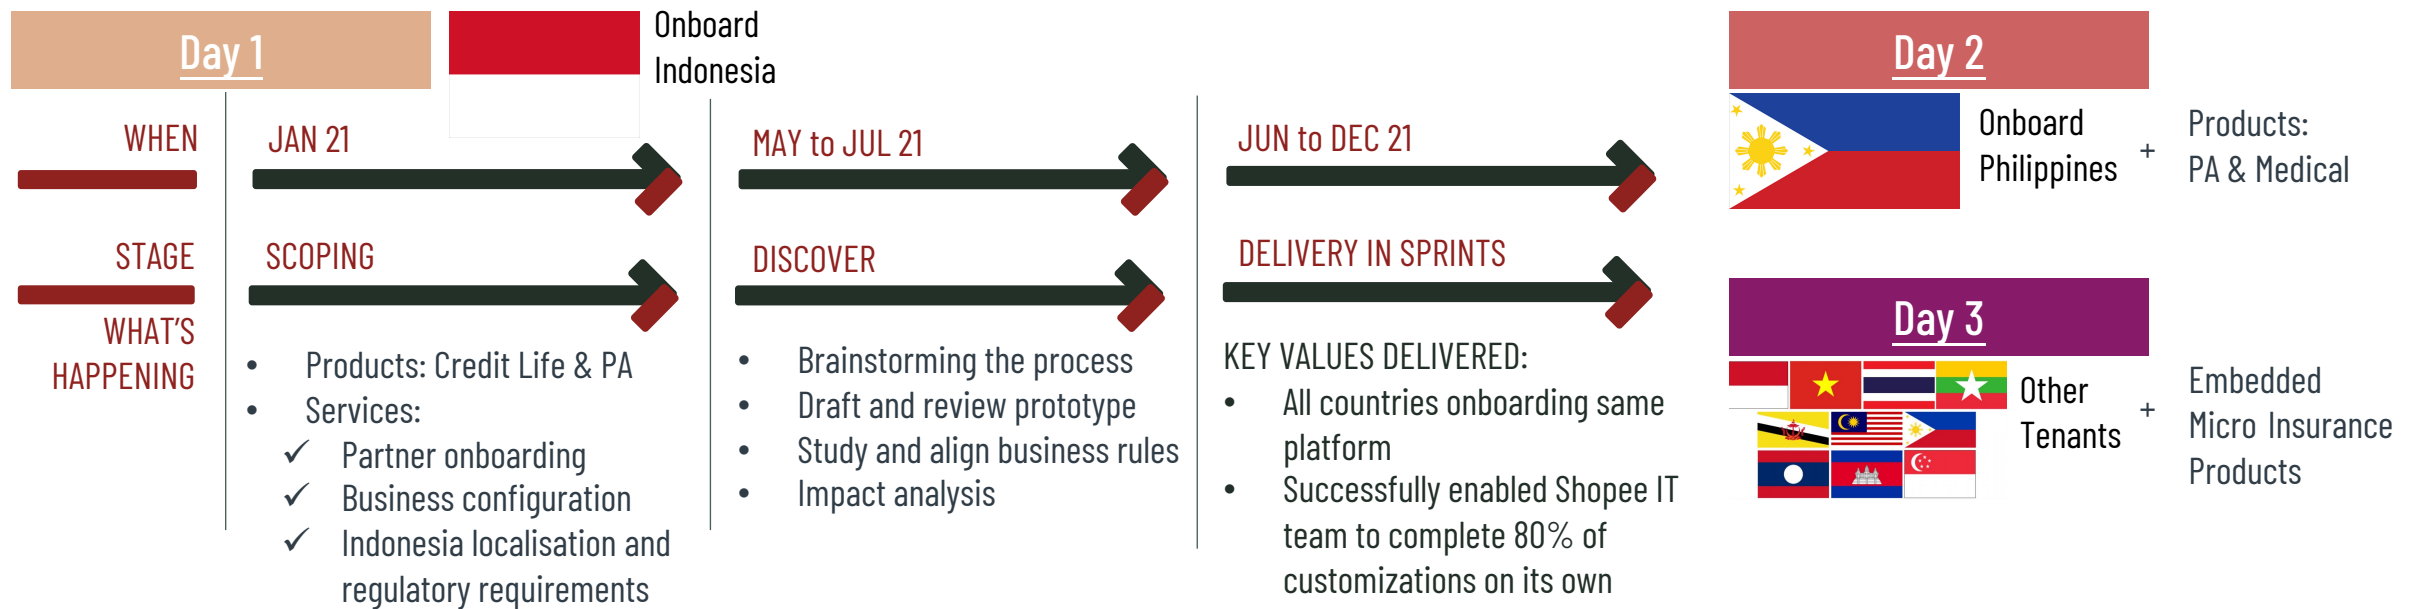 Day 1
Onboard
Indonesia
WHEN
JAN 21
MAY to JUL 21
JUN to DEC 21
STAGE
SCOPING
DISCOVER
DELIVERY IN SPRINTS
WHAT'S
HAPPENING
• Products: Credit Life & PA
• Services:
✓ Partner onboarding
✓ Business configuration
✓ Indonesia localisation and
regulatory requirements
• Brainstorming the process
• Draft and review prototype
• Study and align business rules
• Impact analysis
KEY VALUES DELIVERED:
• All countries onboarding same
platform
• Successfully enabled Shopee IT
team to complete 80% of
customizations on its own
Day 2
Onboard
Philippines
+
Products:
PA & Medical
Day 3
Other
Tenants
+
Embedded
Micro Insurance
Products